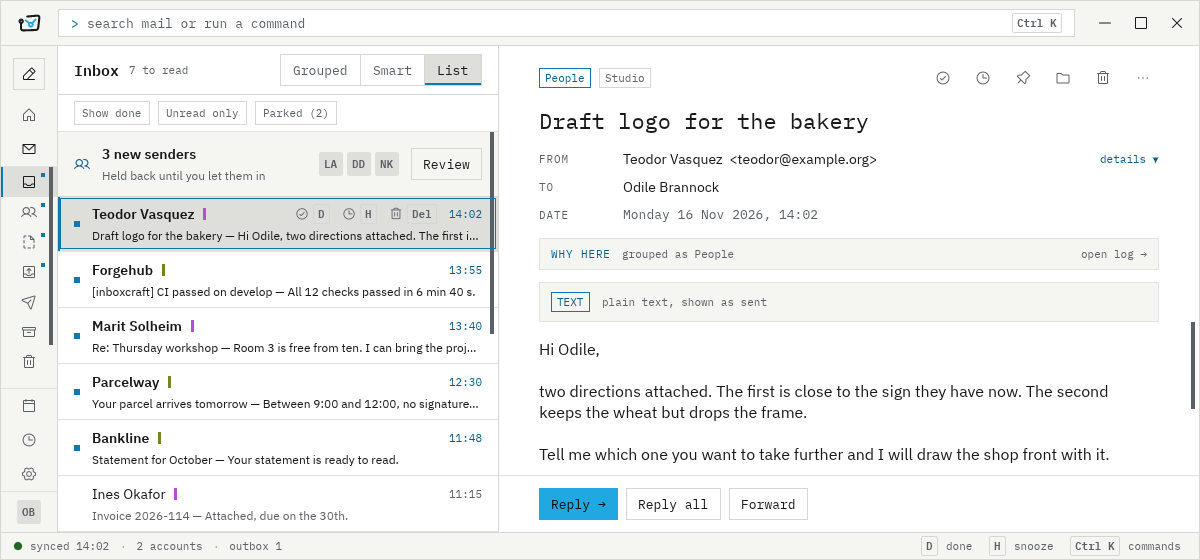 > search mail or run a command
Ctrl K
Inbox 7 to read
Grouped Smart List
Show done Unread only Parked (2)
3 new senders
Held back until you let them in
LA DD NK
Review
Teodor Vasquez D H Del 14:02
Draft logo for the bakery — Hi Odile, two directions attached. The first i…
Forgehub 13:55
[inboxcraft] CI passed on develop — All 12 checks passed in 6 min 40 s.
Marit Solheim 13:40
Re: Thursday workshop — Room 3 is free from ten. I can bring the proj…
Parcelway 12:30
Your parcel arrives tomorrow — Between 9:00 and 12:00, no signature…
Bankline 11:48
Statement for October — Your statement is ready to read.
Ines Okafor 11:15
Invoice 2026-114 — Attached, due on the 30th.
OB
People Studio
Draft logo for the bakery
FROM Teodor Vasquez <teodor@example.org> details ▾
TO Odile Brannock
DATE Monday 16 Nov 2026, 14:02
WHY HERE grouped as People open log →
TEXT plain text, shown as sent
Hi Odile,
two directions attached. The first is close to the sign they have now. The second
keeps the wheat but drops the frame.
Tell me which one you want to take further and I will draw the shop front with it.
Reply → Reply all Forward
synced 14:02 · 2 accounts · outbox 1
D done H snooze Ctrl K commands